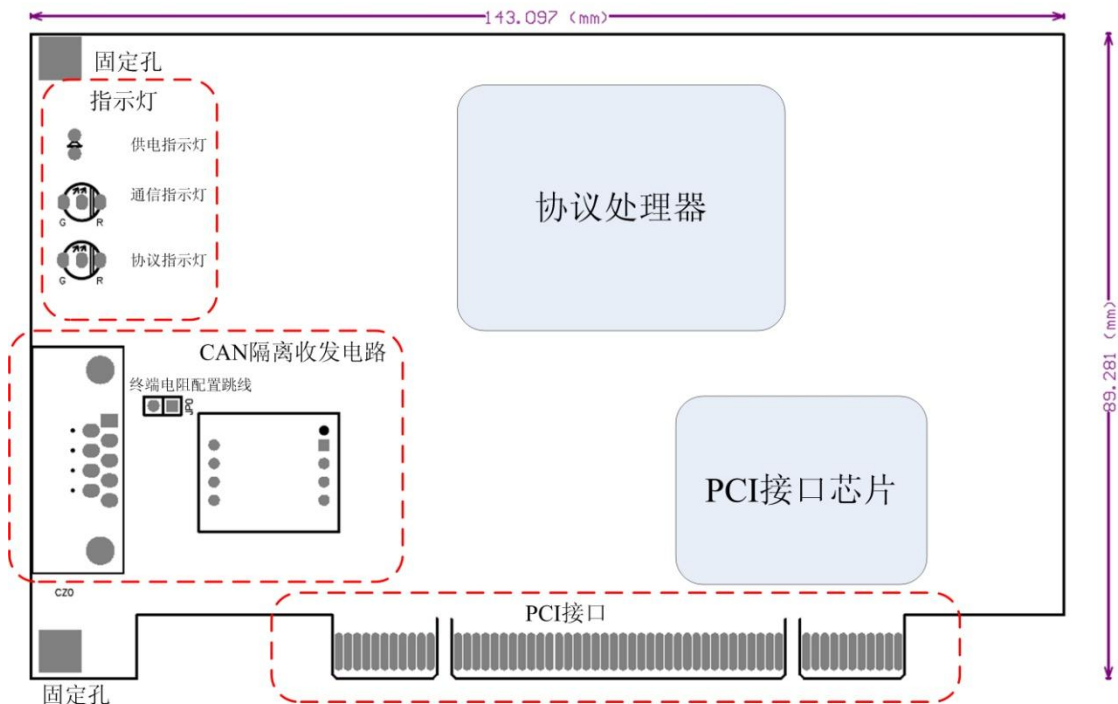 143.097 (mm)
固定孔
指示灯
供电指示灯
通信指示灯
G R
协议指示灯
G R
协议处理器
89.281 (mm)
CAN隔离收发电路
终端电阻配置跳线
JP0
PCI接口芯片
CZ0
PCI接口
固定孔